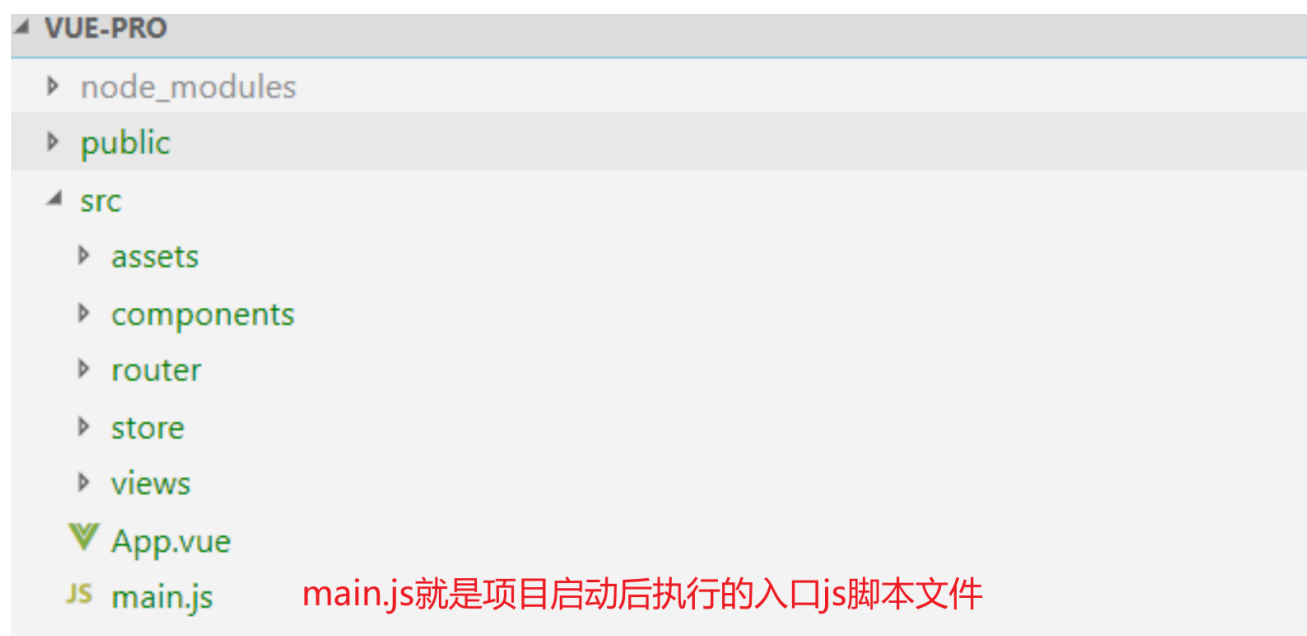 VUE-PRO
node_modules
public
src
assets
components
router
store
views
App.vue
JS main.js main.js就是项目启动后执行的入口js脚本文件